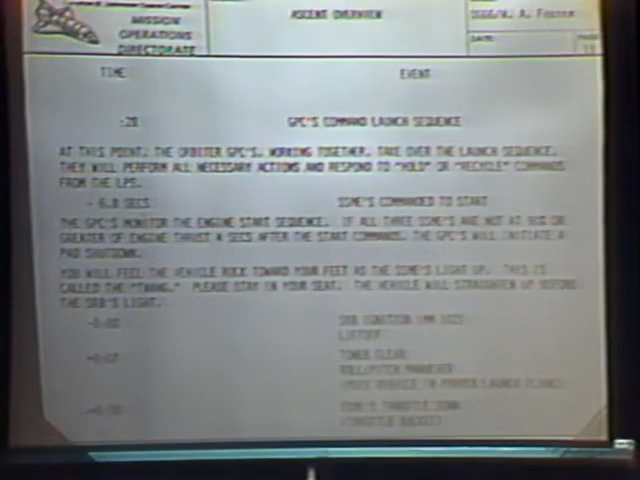 MISSION
OPERATIONS
DIRECTORATE
ASCENT OVERVIEW
DATE:
TIME EVENT
:28 GPC'S COMMAND LAUNCH SEQUENCE
AT THIS POINT, THE ORBITER GPC'S, WORKING TOGETHER, TAKE OVER THE LAUNCH SEQUENCE.
THEY WILL PERFORM ALL NECESSARY ACTIONS AND RESPOND TO "HOLD" OR "RECYCLE" COMMANDS
FROM THE LPS.
- 6.8 SECS SSME'S COMMANDED TO START
THE GPC'S MONITOR THE ENGINE START SEQUENCE. IF ALL THREE SSME'S ARE NOT AT 90% OR
GREATER OF ENGINE THRUST 4 SECS AFTER THE START COMMANDS, THE GPC'S WILL INITIATE A
PAD SHUTDOWN.
YOU WILL FEEL THE VEHICLE ROCK TOWARD YOUR FEET AS THE SSME'S LIGHT UP. THIS IS
CALLED THE "TWANG." PLEASE STAY IN YOUR SEAT. THE VEHICLE WILL STRAIGHTEN UP BEFORE
THE SRB'S LIGHT.
SRB IGNITION
LIFTOFF
TOWER CLEAR
ROLL/PITCH MANEUVER
THROTTLE DOWN